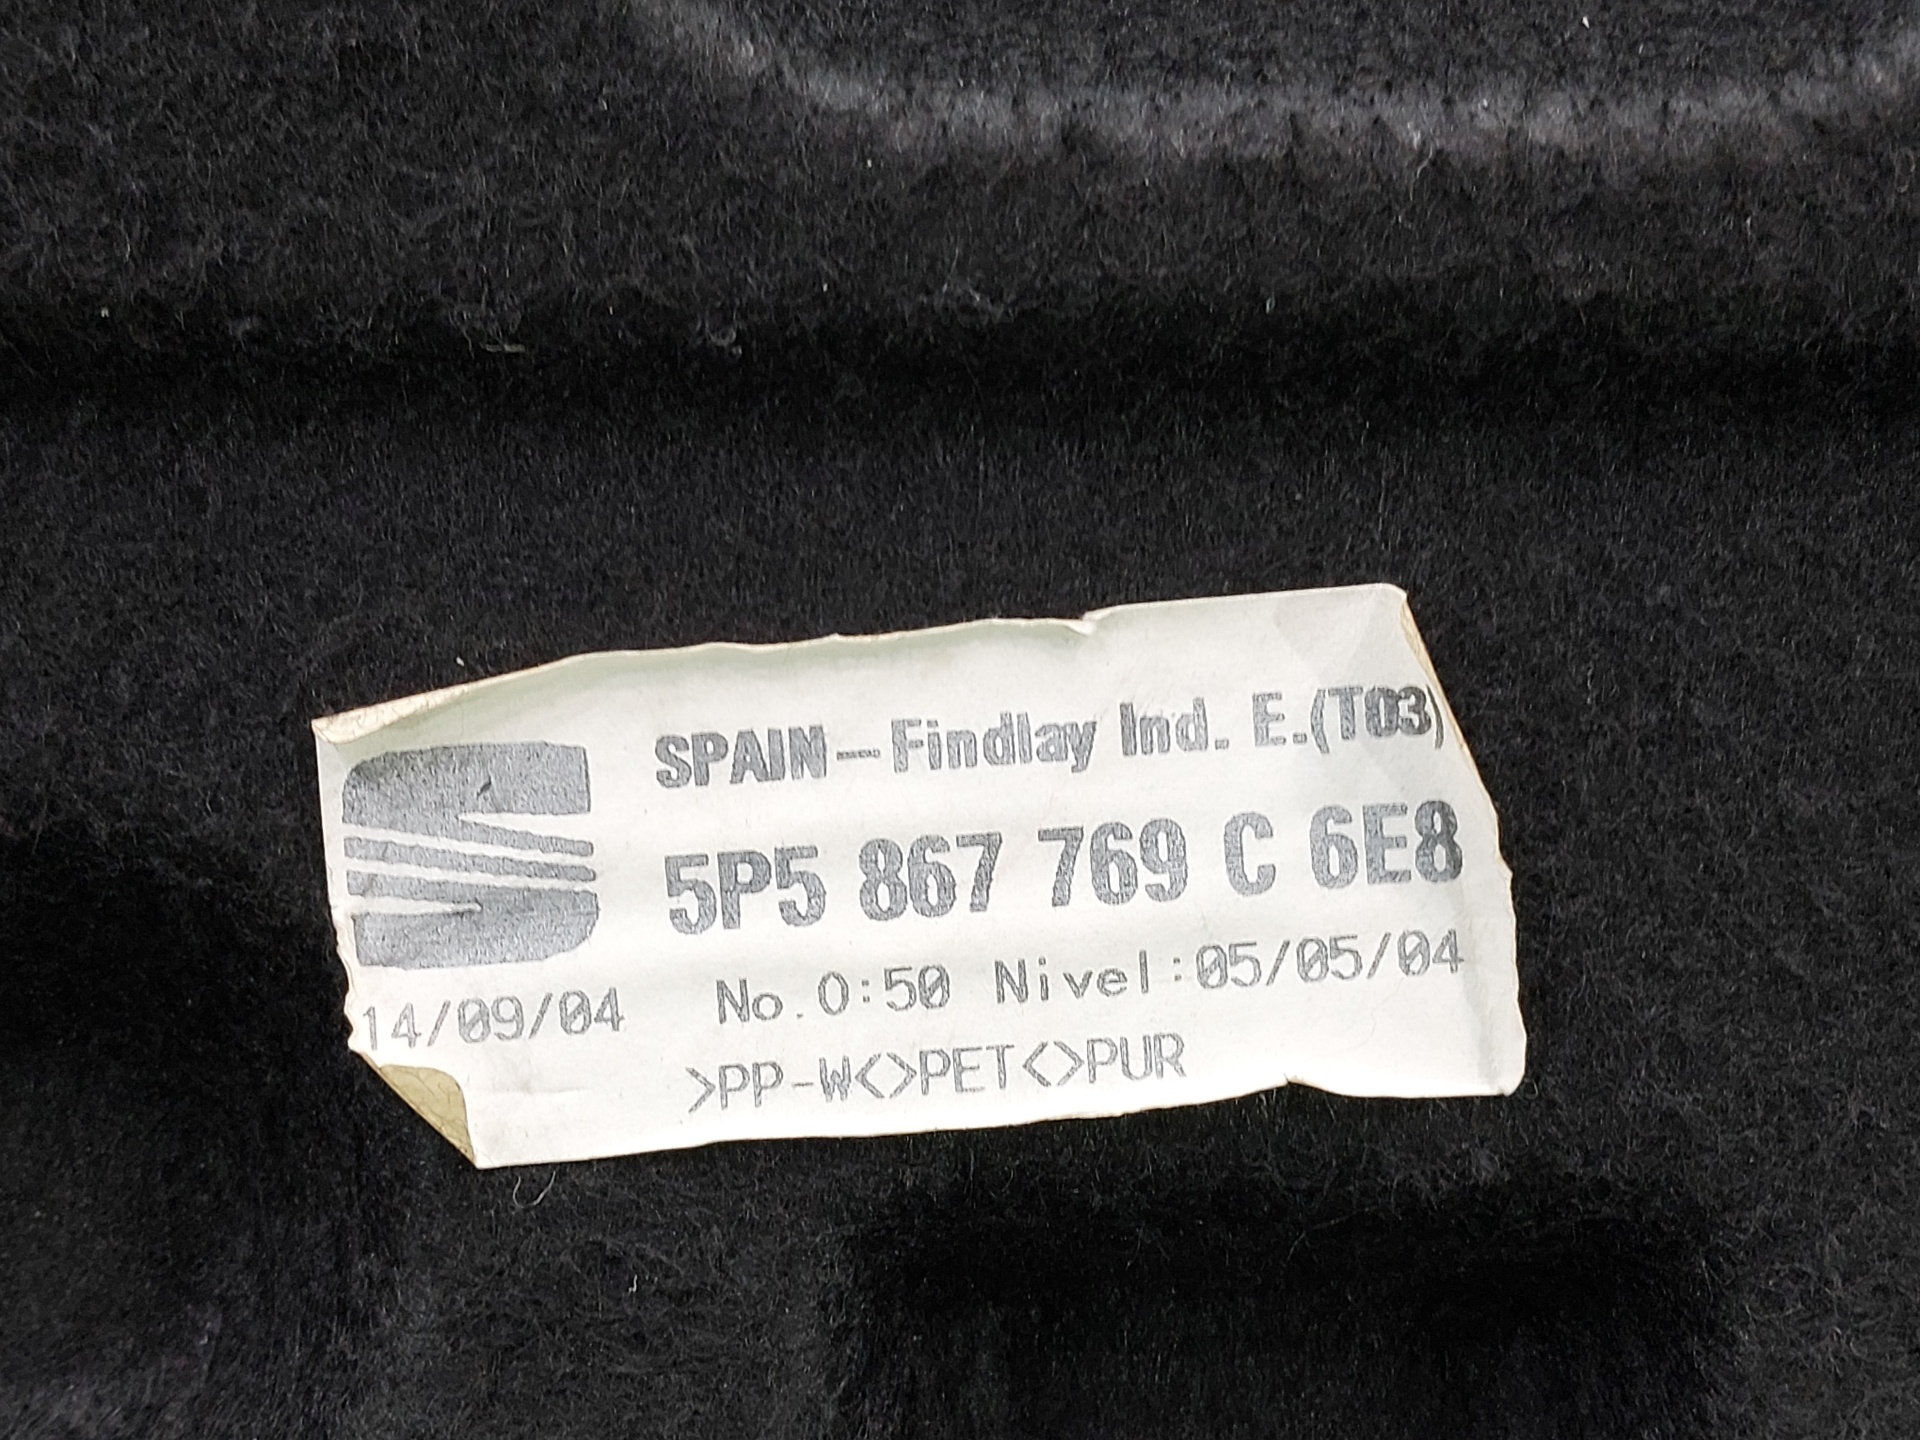 SPAIN-Findlay Ind. E.(T03)
5P5 867 769 C 6E8
14/09/04 No.0:50 Nivel:05/05/04
>PP-W<>PET<>PUR